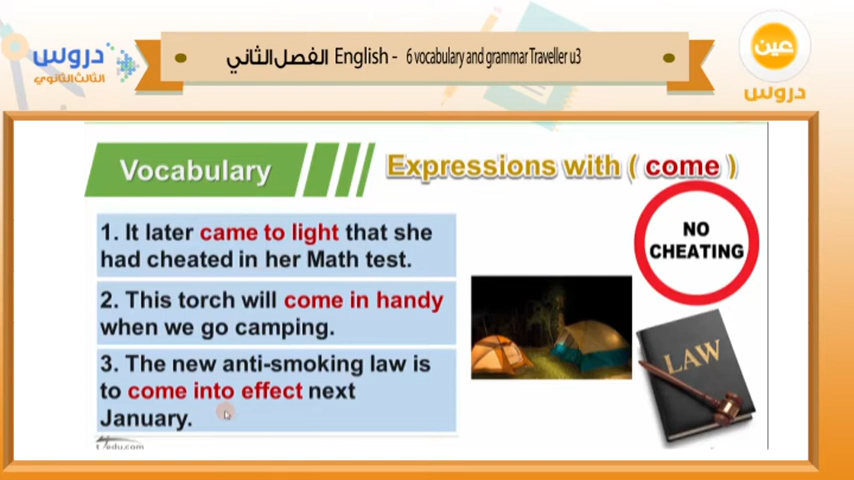 دروس
الثالث الثانوي
الفصل الثاني English - 6 vocabulary and grammar Traveller u3
عين
دروس
Vocabulary
Expressions with ( come )
1. It later came to light that she
had cheated in her Math test.
2. This torch will come in handy
when we go camping.
3. The new anti-smoking law is
to come into effect next
January.
NO
CHEATING
LAW